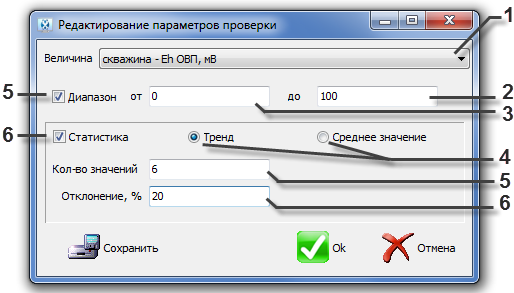 Редактирование параметров проверки
1
Величина скважина - Eh ОВП, мВ
5 Диапазон от 0 до 100 2
3
6 Статистика Тренд Среднее значение
4
Кол-во значений 6
5
Отклонение, % 20
6
Сохранить Ok Отмена